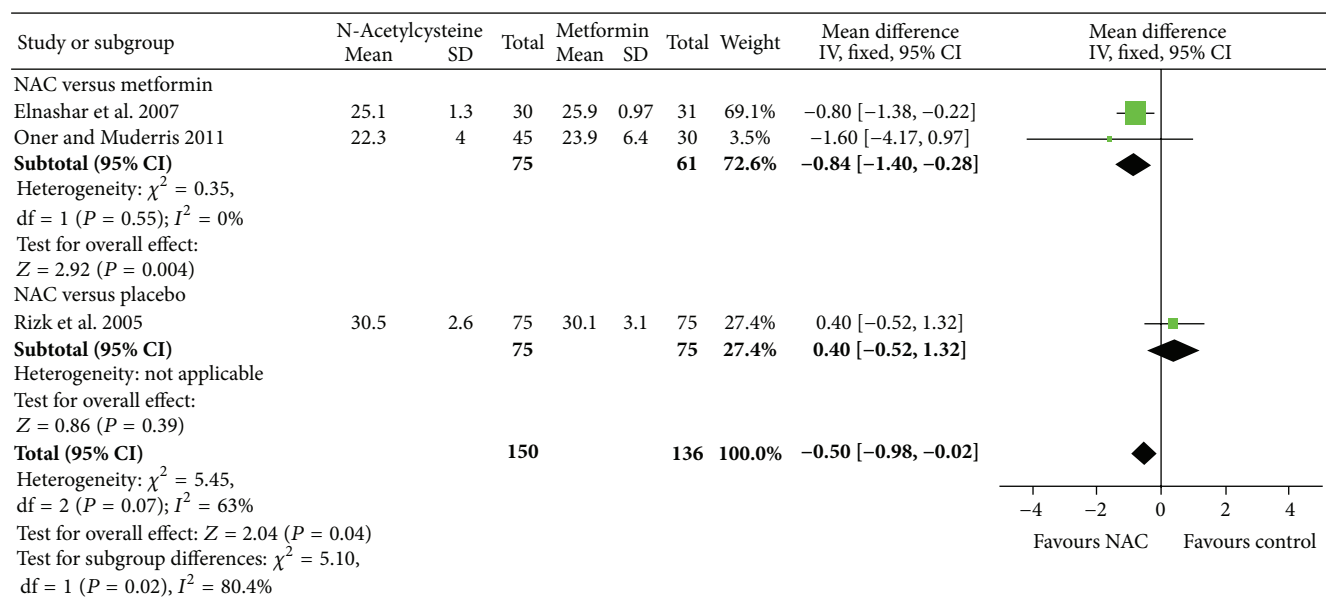 Study or subgroup N-Acetylcysteine Total Metformin Total Weight Mean difference Mean difference
Mean SD Mean SD IV, fixed, 95% CI IV, fixed, 95% CI
NAC versus metformin
Elnashar et al. 2007 25.1 1.3 30 25.9 0.97 31 69.1% −0.80 [−1.38, −0.22]
Oner and Muderris 2011 22.3 4 45 23.9 6.4 30 3.5% −1.60 [−4.17, 0.97]
Subtotal (95% CI) 75 61 72.6% −0.84 [−1.40, −0.28]
Heterogeneity: χ² = 0.35,
df = 1 (P = 0.55); I² = 0%
Test for overall effect:
Z = 2.92 (P = 0.004)
NAC versus placebo
Rizk et al. 2005 30.5 2.6 75 30.1 3.1 75 27.4% 0.40 [−0.52, 1.32]
Subtotal (95% CI) 75 75 27.4% 0.40 [−0.52, 1.32]
Heterogeneity: not applicable
Test for overall effect:
Z = 0.86 (P = 0.39)
Total (95% CI) 150 136 100.0% −0.50 [−0.98, −0.02]
Heterogeneity: χ² = 5.45,
df = 2 (P = 0.07); I² = 63%
Test for overall effect: Z = 2.04 (P = 0.04)
Test for subgroup differences: χ² = 5.10,
df = 1 (P = 0.02), I² = 80.4%
−4 −2 0 2 4
Favours NAC Favours control